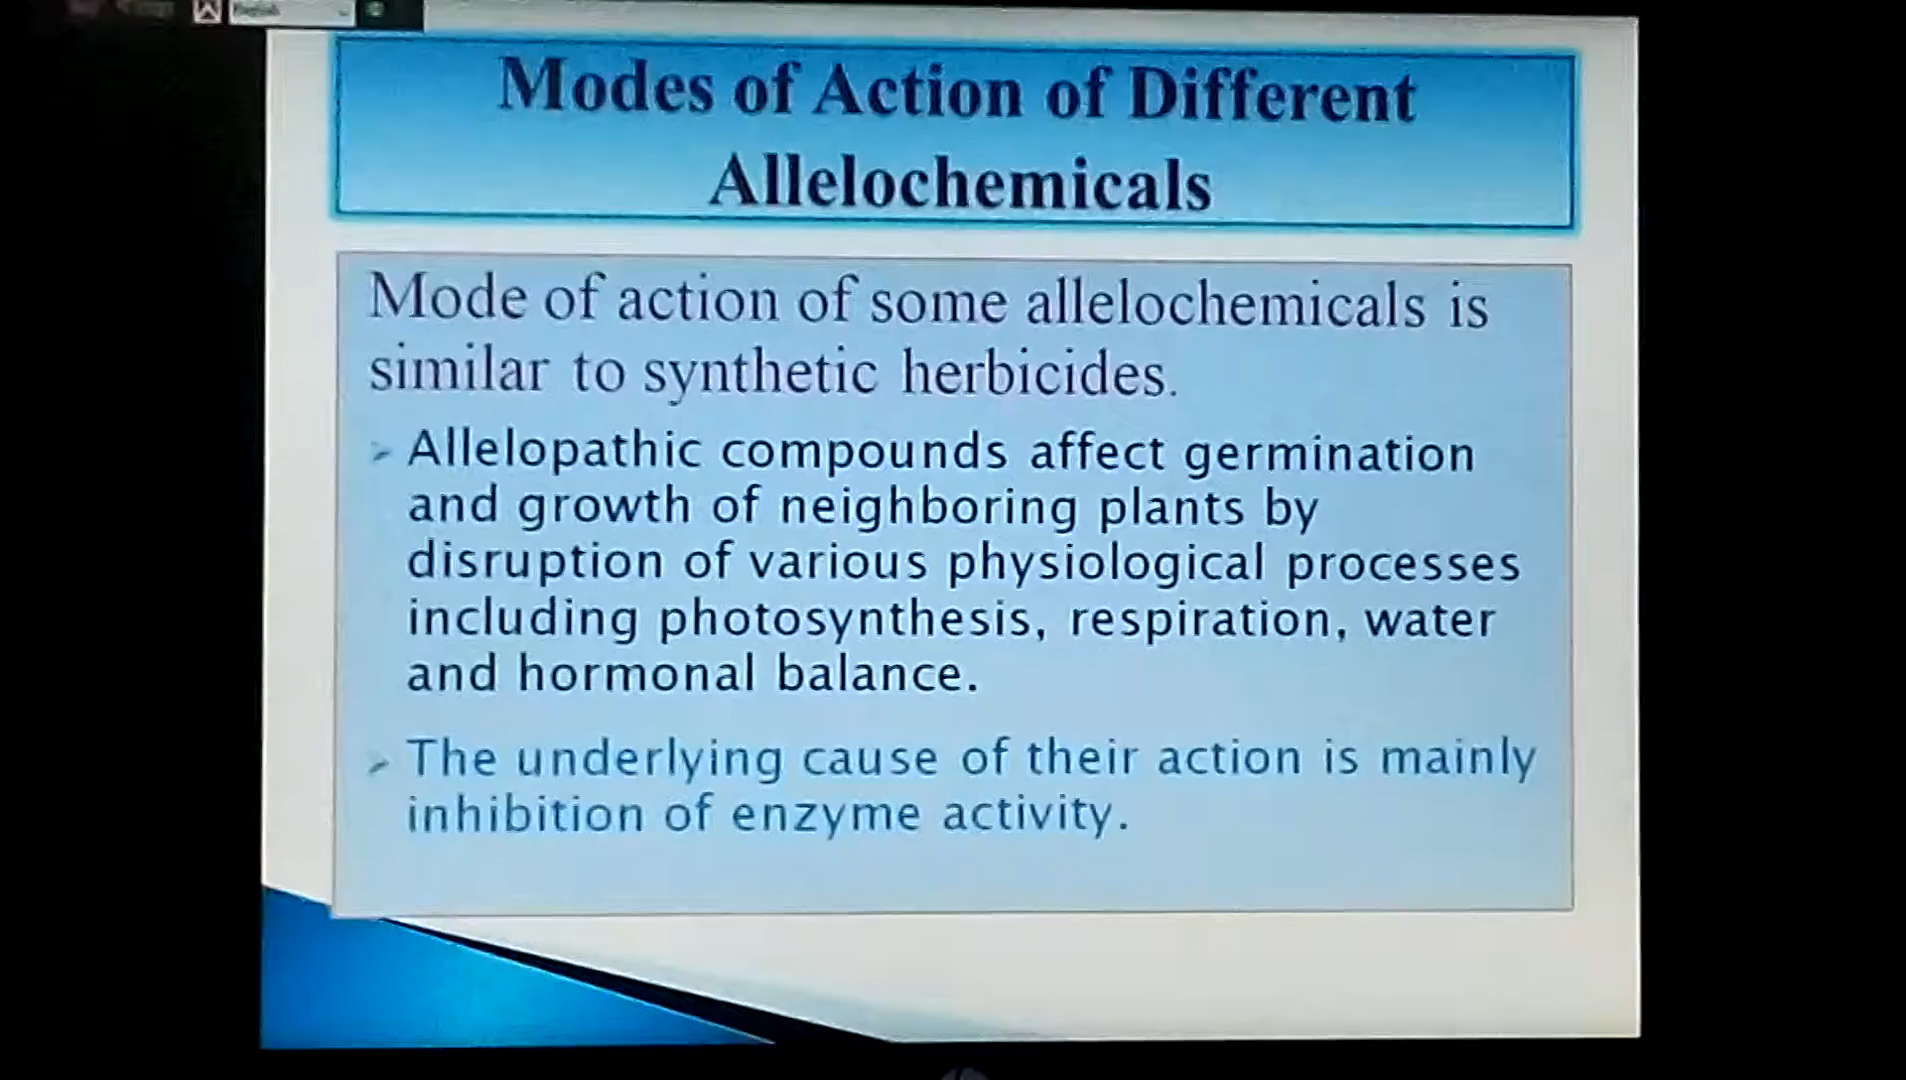 English
Modes of Action of Different
Allelochemicals
Mode of action of some allelochemicals is
similar to synthetic herbicides.
Allelopathic compounds affect germination
and growth of neighboring plants by
disruption of various physiological processes
including photosynthesis, respiration, water
and hormonal balance.
The underlying cause of their action is mainly
inhibition of enzyme activity.